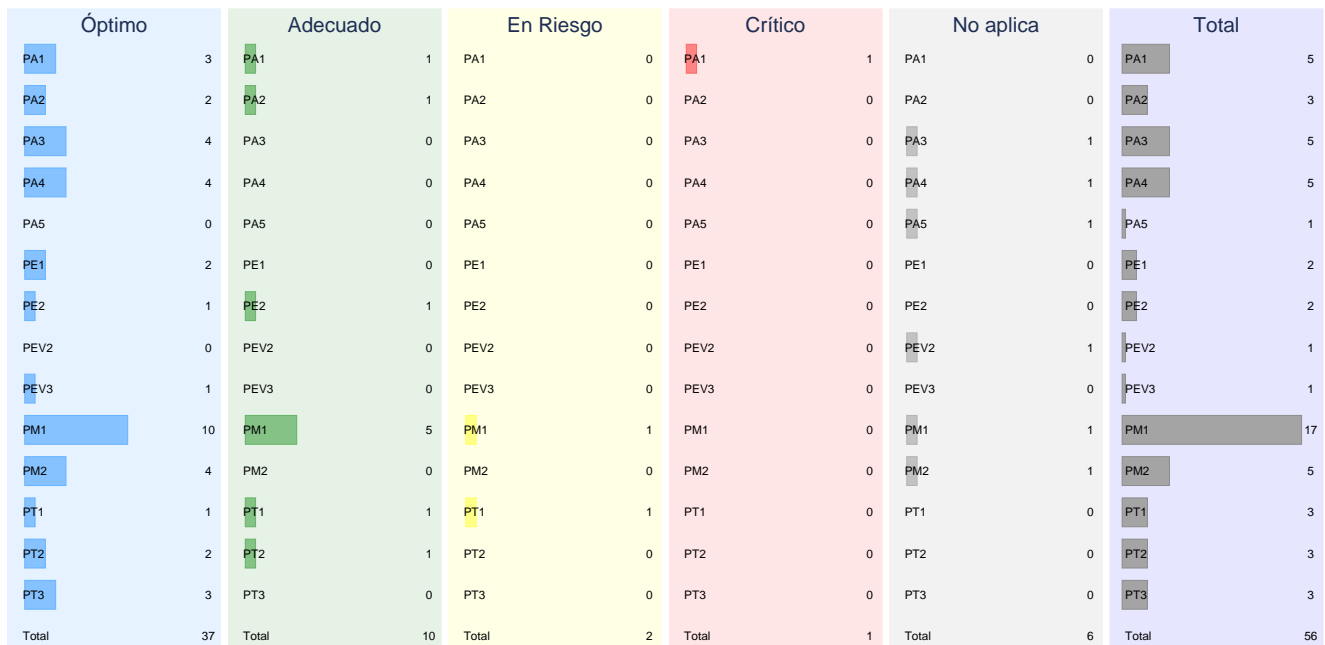 Óptimo Adecuado En Riesgo Crítico No aplica Total
PA1 3 PA1 1 PA1 0 PA1 1 PA1 0 PA1 5
PA2 2 PA2 1 PA2 0 PA2 0 PA2 0 PA2 3
PA3 4 PA3 0 PA3 0 PA3 0 PA3 1 PA3 5
PA4 4 PA4 0 PA4 0 PA4 0 PA4 1 PA4 5
PA5 0 PA5 0 PA5 0 PA5 0 PA5 1 PA5 1
PE1 2 PE1 0 PE1 0 PE1 0 PE1 0 PE1 2
PE2 1 PE2 1 PE2 0 PE2 0 PE2 0 PE2 2
PEV2 0 PEV2 0 PEV2 0 PEV2 0 PEV2 1 PEV2 1
PEV3 1 PEV3 0 PEV3 0 PEV3 0 PEV3 0 PEV3 1
PM1 10 PM1 5 PM1 1 PM1 0 PM1 1 PM1 17
PM2 4 PM2 0 PM2 0 PM2 0 PM2 1 PM2 5
PT1 1 PT1 1 PT1 1 PT1 0 PT1 0 PT1 3
PT2 2 PT2 1 PT2 0 PT2 0 PT2 0 PT2 3
PT3 3 PT3 0 PT3 0 PT3 0 PT3 0 PT3 3
Total 37 Total 10 Total 2 Total 1 Total 6 Total 56